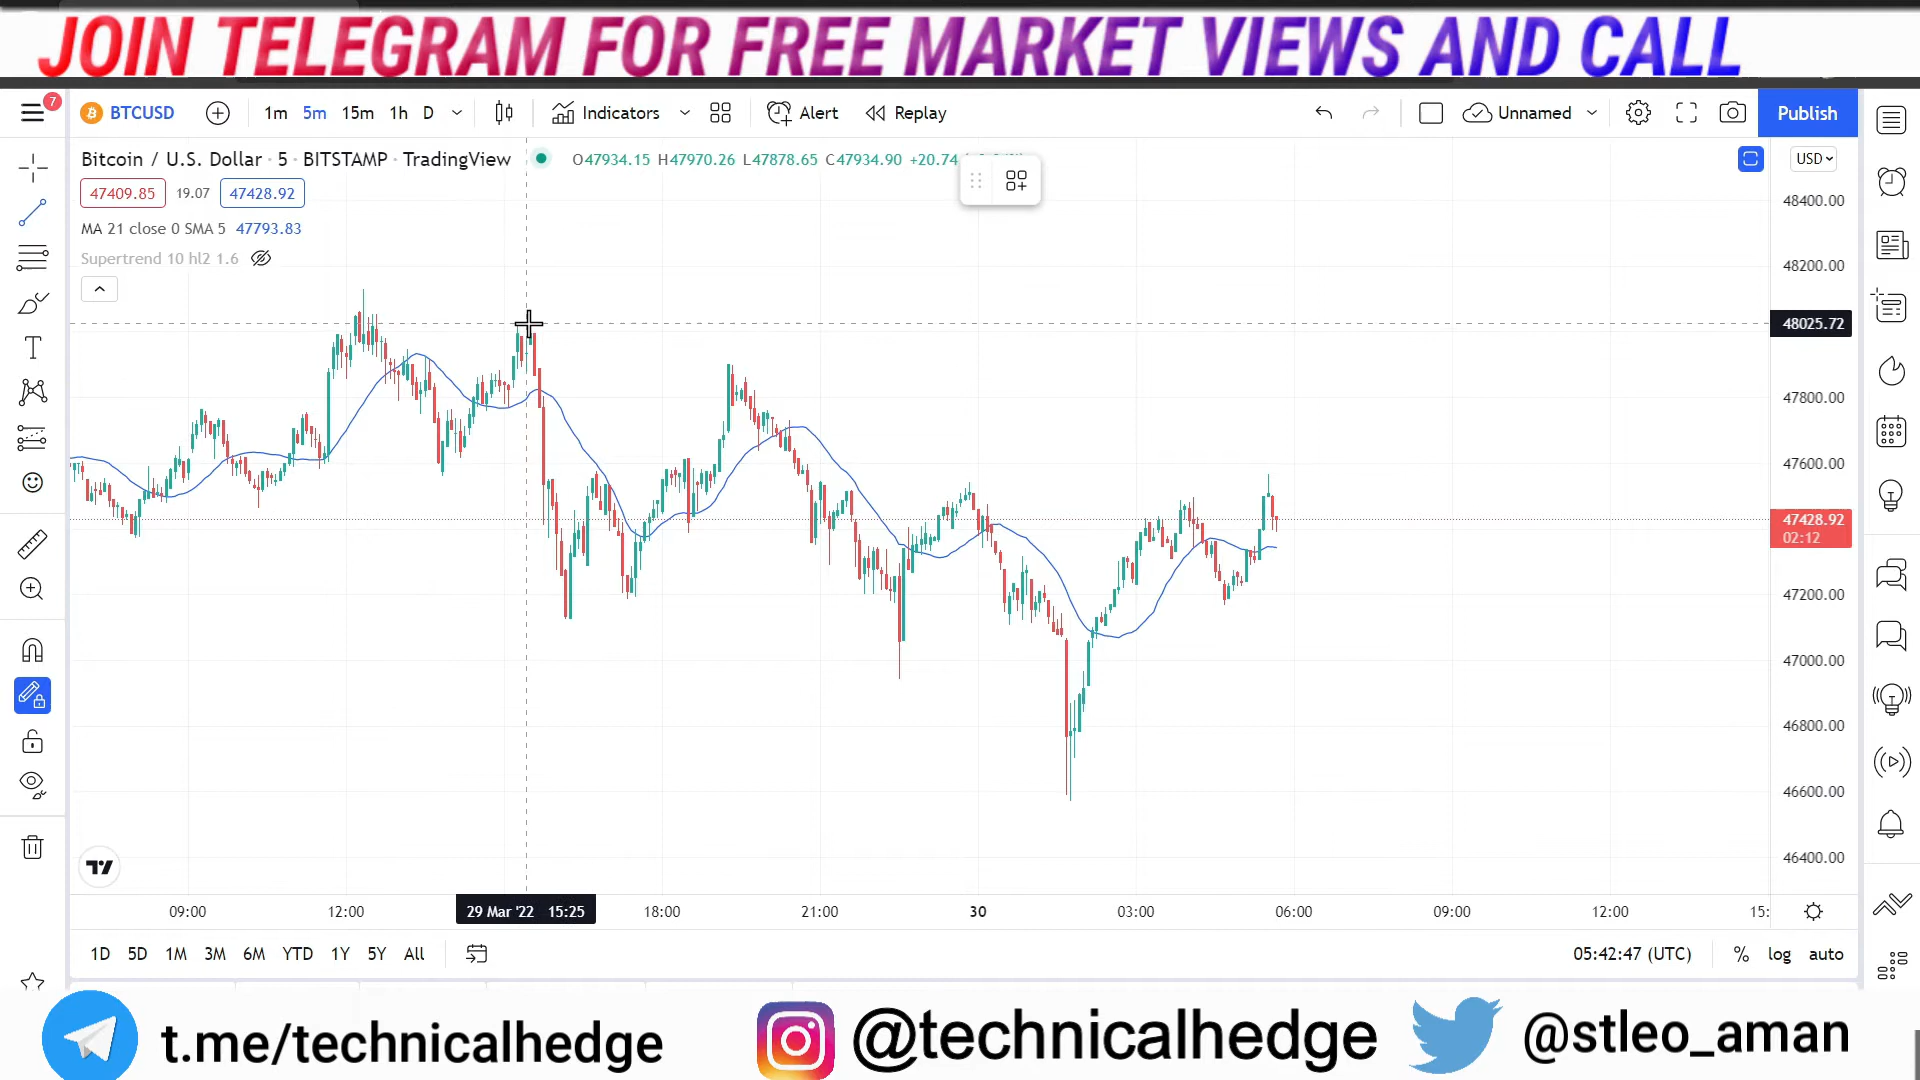 JOIN TELEGRAM FOR FREE MARKET VIEWS AND CALL
7
BTCUSD 1m 5m 15m 1h D Indicators Alert Replay Unnamed Publish
Bitcoin / U.S. Dollar · 5 · BITSTAMP · TradingView O47934.15 H47970.26 L47878.65 C47934.90 +20.74
USD
47409.85 19.07 47428.92
MA 21 close 0 SMA 5 47793.83
Supertrend 10 hl2 1.6
48400.00
48200.00
48025.72
47800.00
47600.00
47428.92
02:12
47200.00
47000.00
46800.00
46600.00
46400.00
09:00 12:00 29 Mar '22 15:25 18:00 21:00 30 03:00 06:00 09:00 12:00 15:
1D 5D 1M 3M 6M YTD 1Y 5Y All 05:42:47 (UTC) % log auto
t.me/technicalhedge @technicalhedge @stleo_aman